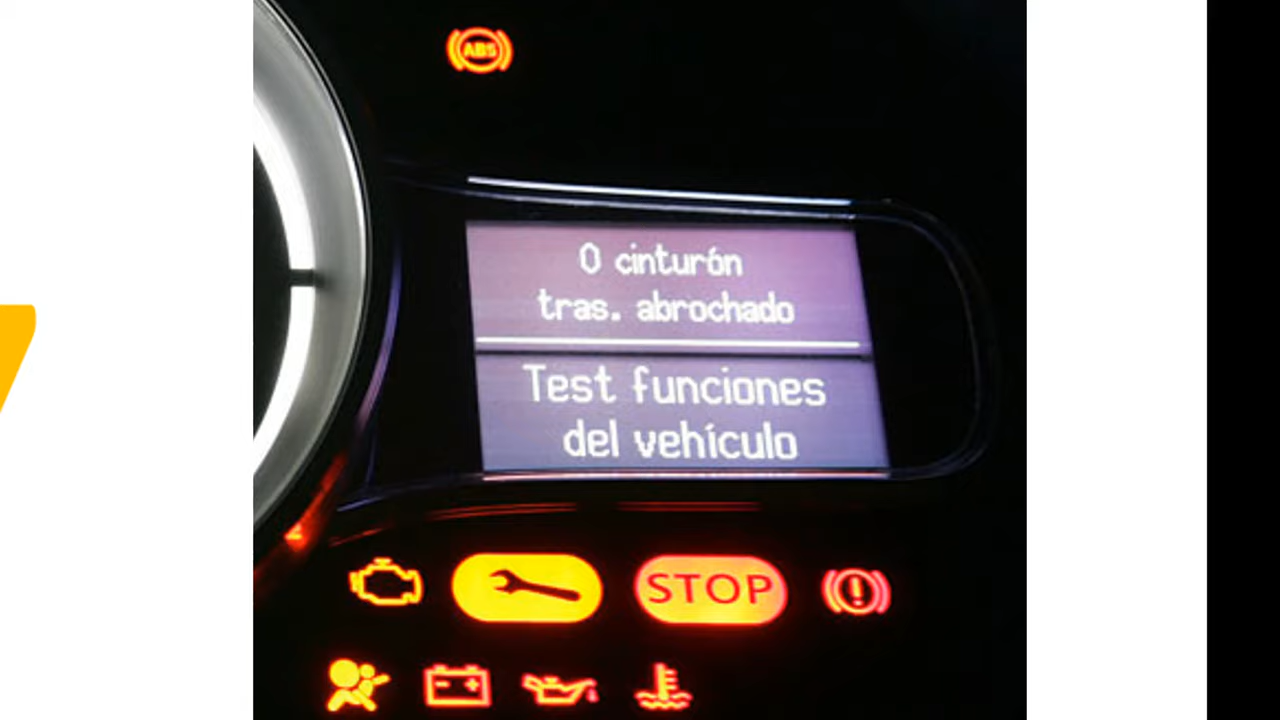 ABS
0 cinturón
tras. abrochado
Test funciones
del vehículo
STOP